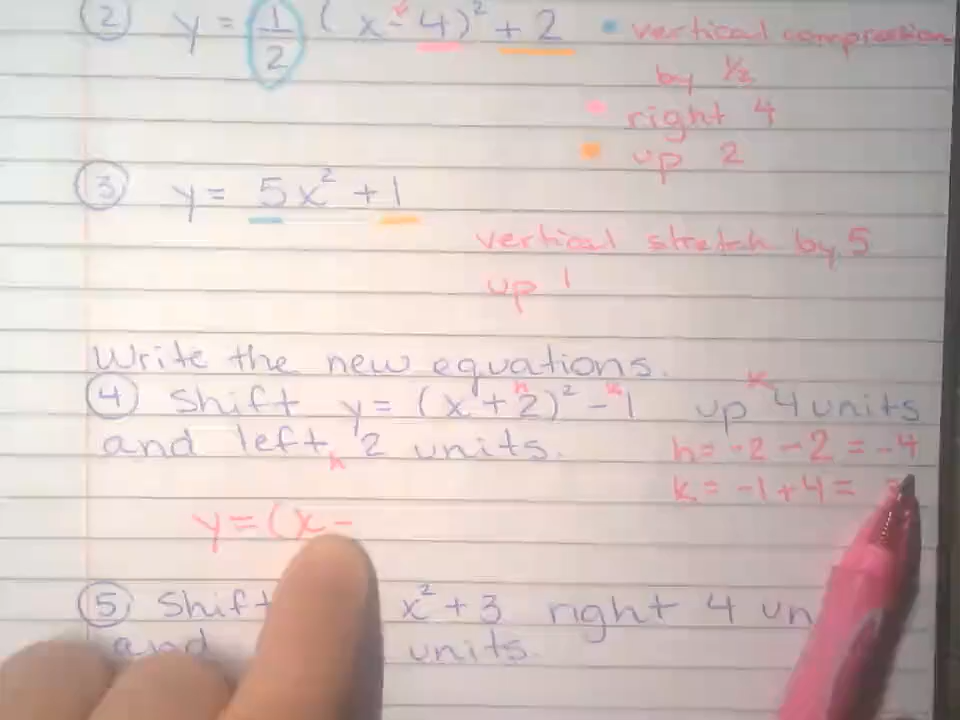 ② y = 1/2 (x - 4)² + 2 • vertical compression
by ½
• right 4
• up 2
③ y = 5x² + 1
vertical stretch by 5
up 1
Write the new equations.
k
④ Shift y = (x + 2)² - 1 up 4 units
h k
and left 2 units. h = -2 - 2 = -4
h
k = -1 + 4 =
y = (x -
⑤ Shift x² + 3 right 4 un
and units.